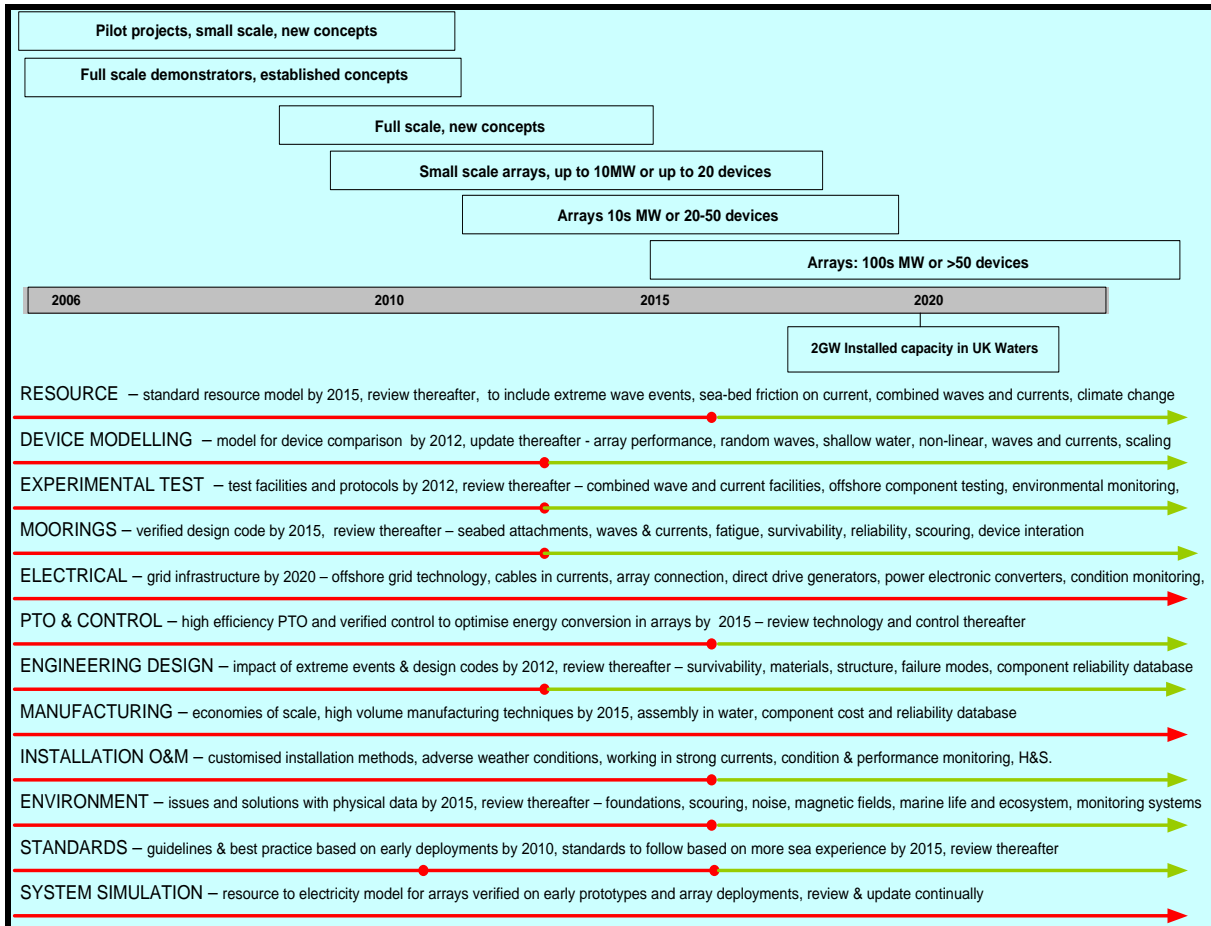 Pilot projects, small scale, new concepts
Full scale demonstrators, established concepts
Full scale, new concepts
Small scale arrays, up to 10MW or up to 20 devices
Arrays 10s MW or 20-50 devices
Arrays: 100s MW or >50 devices
2006 2010 2015 2020
2GW Installed capacity in UK Waters
RESOURCE – standard resource model by 2015, review thereafter, to include extreme wave events, sea-bed friction on current, combined waves and currents, climate change
DEVICE MODELLING – model for device comparison by 2012, update thereafter - array performance, random waves, shallow water, non-linear, waves and currents, scaling
EXPERIMENTAL TEST – test facilities and protocols by 2012, review thereafter – combined wave and current facilities, offshore component testing, environmental monitoring,
MOORINGS – verified design code by 2015, review thereafter – seabed attachments, waves & currents, fatigue, survivability, reliability, scouring, device interation
ELECTRICAL – grid infrastructure by 2020 – offshore grid technology, cables in currents, array connection, direct drive generators, power electronic converters, condition monitoring,
PTO & CONTROL – high efficiency PTO and verified control to optimise energy conversion in arrays by 2015 – review technology and control thereafter
ENGINEERING DESIGN – impact of extreme events & design codes by 2012, review thereafter – survivability, materials, structure, failure modes, component reliability database
MANUFACTURING – economies of scale, high volume manufacturing techniques by 2015, assembly in water, component cost and reliability database
INSTALLATION O&M – customised installation methods, adverse weather conditions, working in strong currents, condition & performance monitoring, H&S.
ENVIRONMENT – issues and solutions with physical data by 2015, review thereafter – foundations, scouring, noise, magnetic fields, marine life and ecosystem, monitoring systems
STANDARDS – guidelines & best practice based on early deployments by 2010, standards to follow based on more sea experience by 2015, review thereafter
SYSTEM SIMULATION – resource to electricity model for arrays verified on early prototypes and array deployments, review & update continually